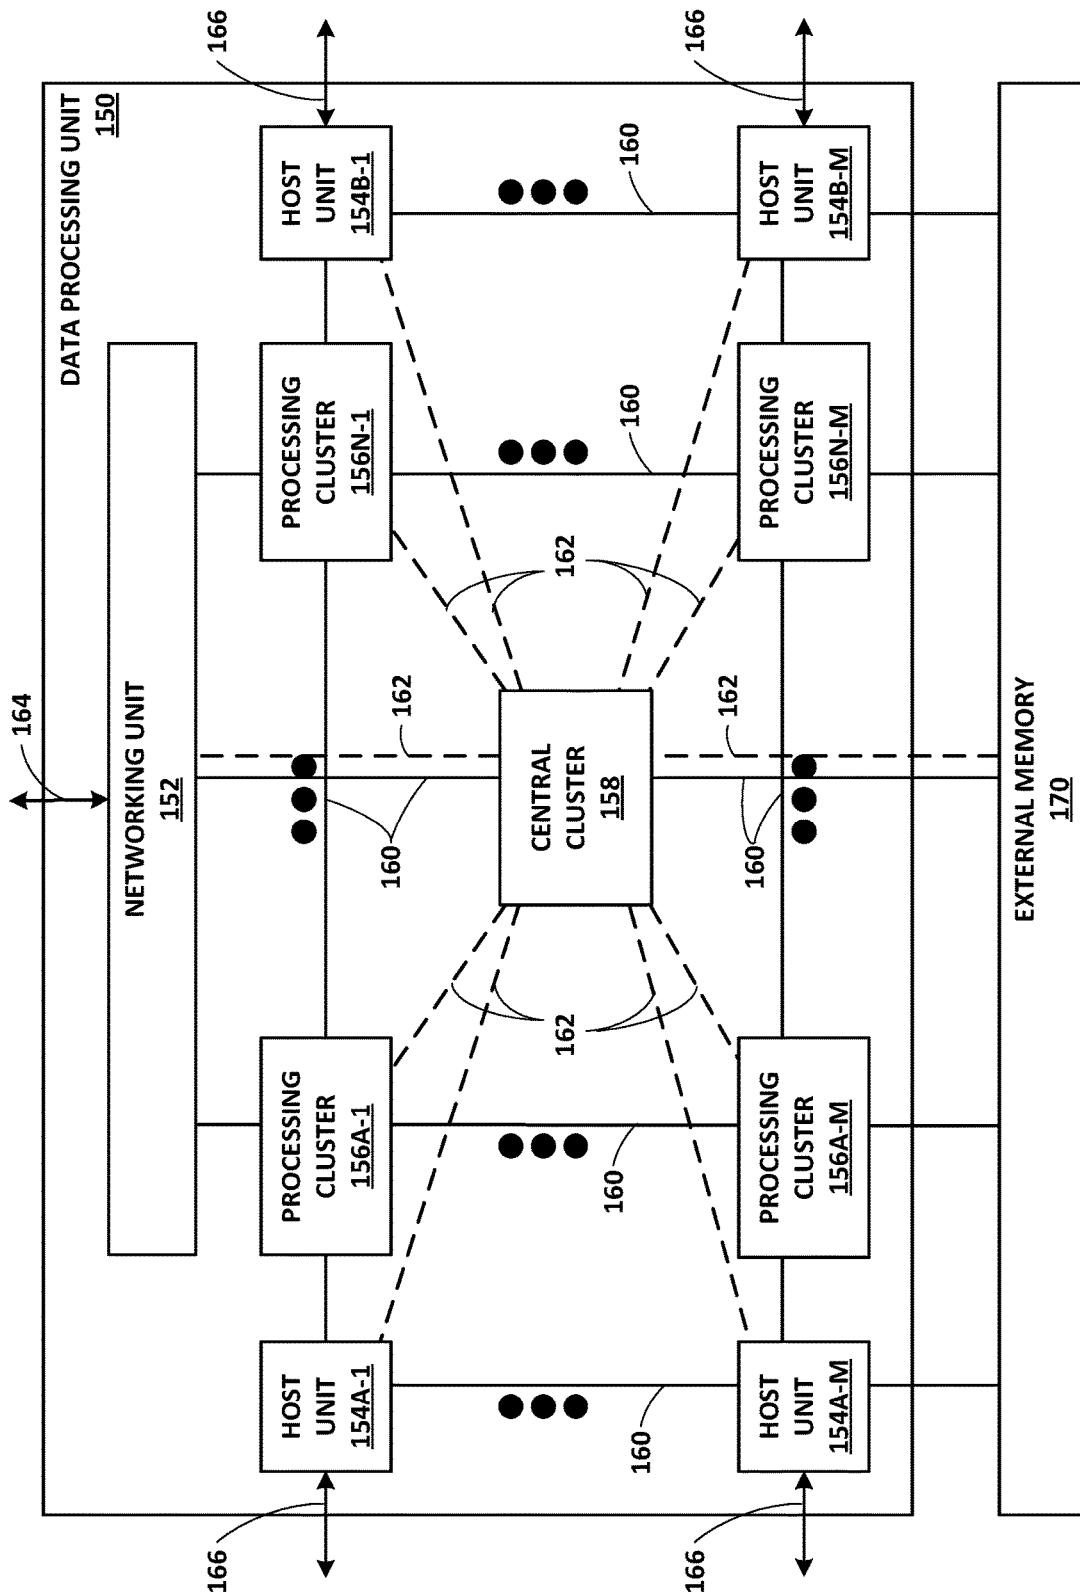 164
DATA PROCESSING UNIT
150
NETWORKING UNIT
152
166
166
HOST
UNIT
154A-1
PROCESSING
CLUSTER
156A-1
PROCESSING
CLUSTER
156N-1
HOST
UNIT
154B-1
160
162
162
CENTRAL
CLUSTER
158
162
160
160
160
160
166
166
160
162
HOST
UNIT
154A-M
PROCESSING
CLUSTER
156A-M
PROCESSING
CLUSTER
156N-M
HOST
UNIT
154B-M
EXTERNAL MEMORY
170